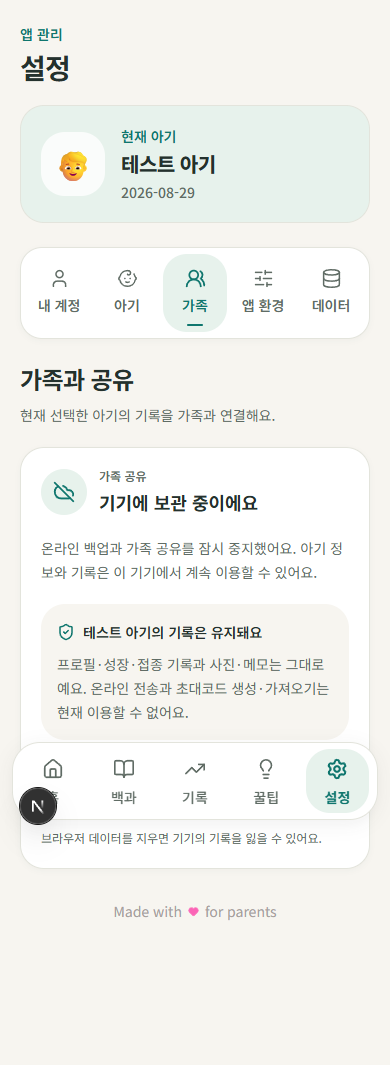 앱 관리
설정
현재 아기
테스트 아기
2026-08-29
내 계정
아기
가족
앱 환경
데이터
가족과 공유
현재 선택한 아기의 기록을 가족과 연결해요.
가족 공유
기기에 보관 중이에요
온라인 백업과 가족 공유를 잠시 중지했어요. 아기 정
보와 기록은 이 기기에서 계속 이용할 수 있어요.
테스트 아기의 기록은 유지돼요
프로필·성장·접종 기록과 사진·메모는 그대로
예요. 온라인 전송과 초대코드 생성·가져오기는
현재 이용할 수 없어요.
백과
기록
꿀팁
설정
N
브라우저 데이터를 지우면 기기의 기록을 잃을 수 있어요.
Made with for parents